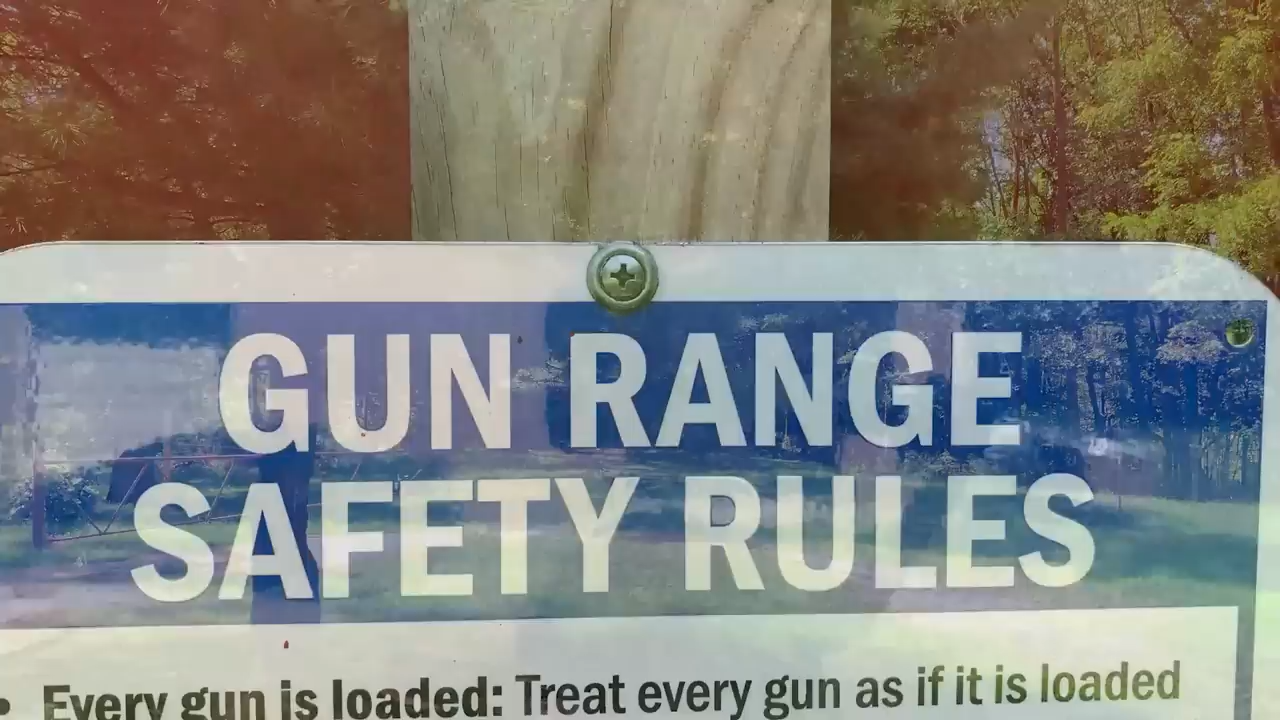 GUN RANGE
SAFETY RULES
• Every gun is loaded: Treat every gun as if it is loaded